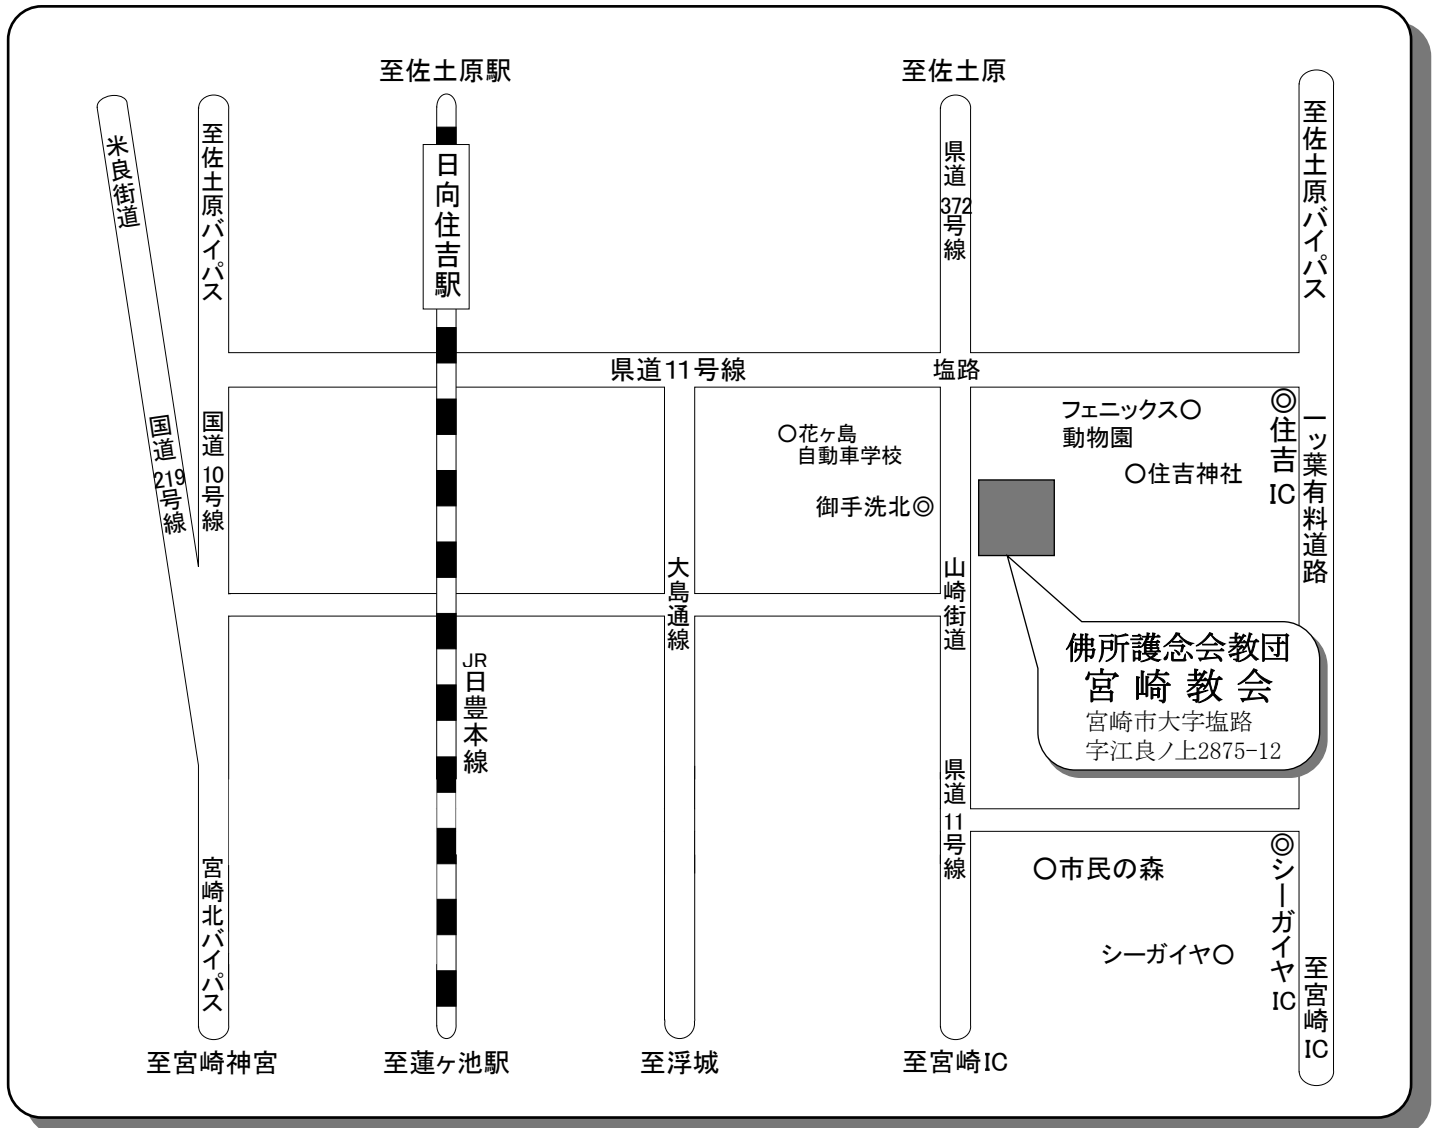 至佐土原駅
至佐土原
米良街道
至佐土原バイパス
日向住吉駅
県道372号線
至佐土原バイパス
県道11号線
塩路
国道219号線
国道10号線
花ヶ島
自動車学校
御手洗北
フェニックス
動物園
住吉神社
住吉IC
一ッ葉有料道路
大島通線
山崎街道
佛所護念会教団
宮崎教会
宮崎市大字塩路
字江良ノ上2875-12
JR日豊本線
県道11号線
宮崎北バイパス
市民の森
シーガイヤ
シーガイヤIC
至宮崎IC
至宮崎神宮
至蓮ヶ池駅
至浮城
至宮崎IC